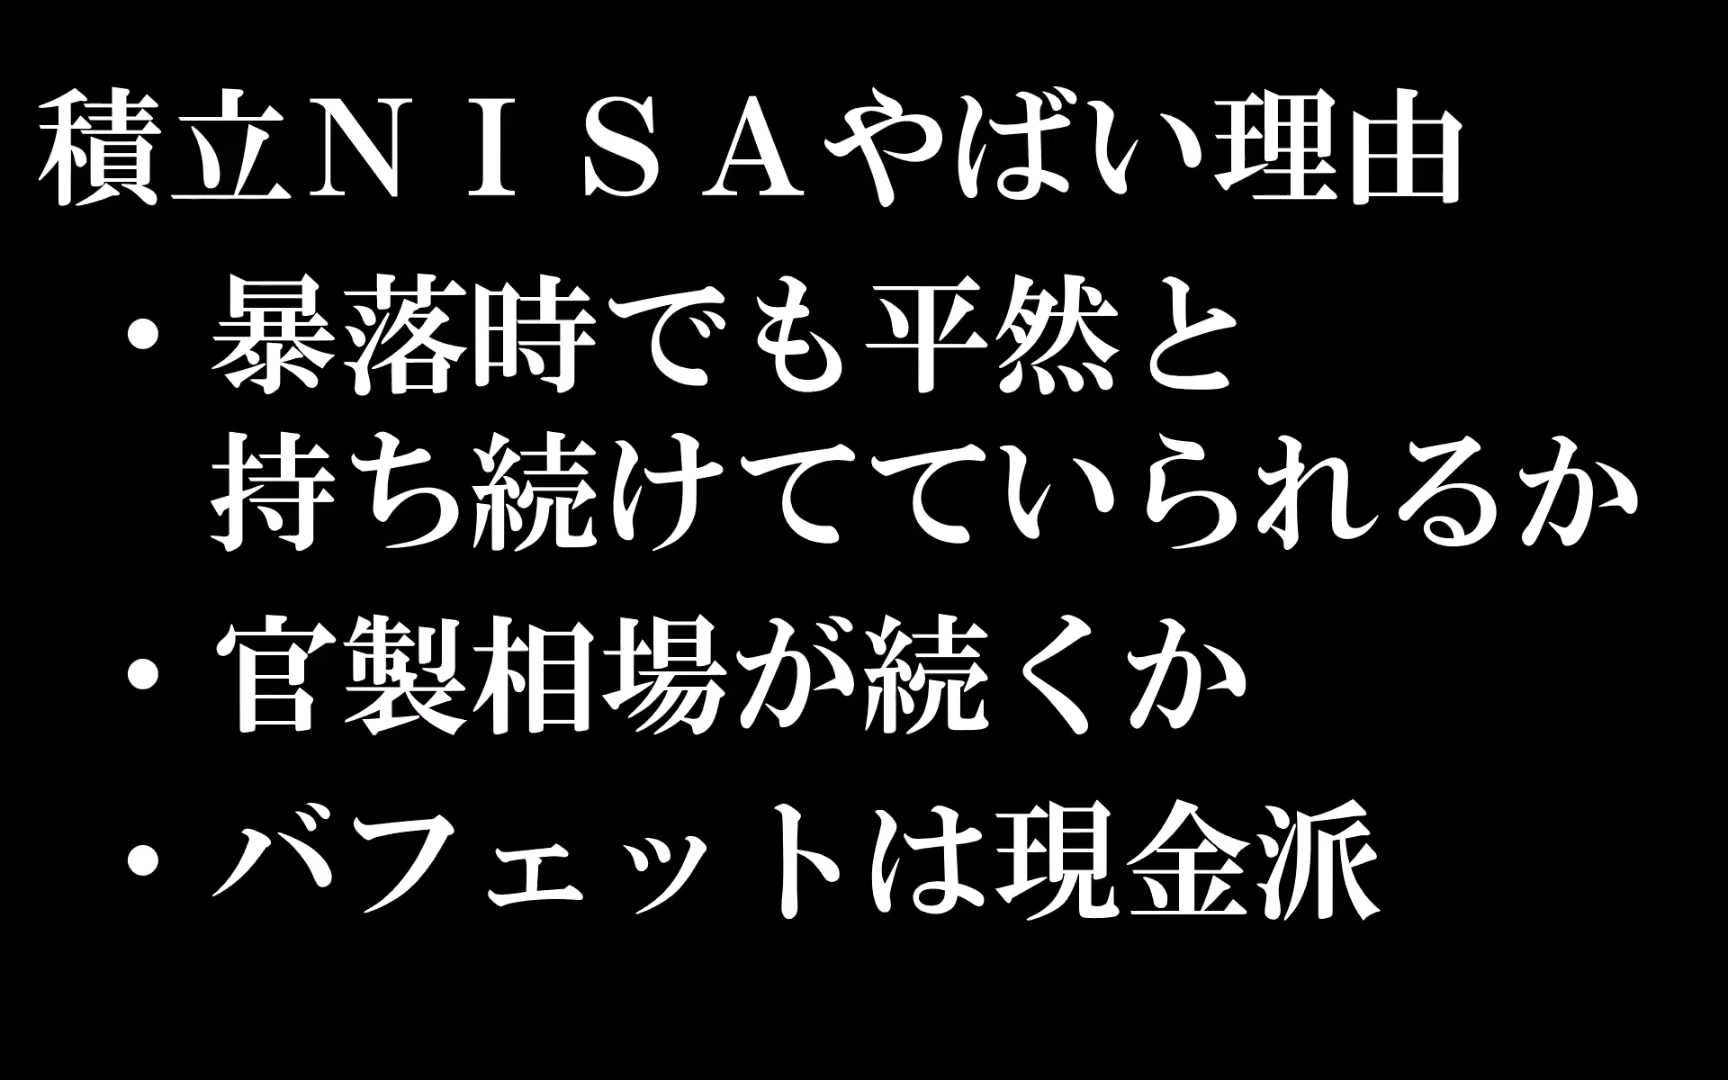 積立ＮＩＳＡやばい理由
・暴落時でも平然と
持ち続けてていられるか
・官製相場が続くか
・バフェットは現金派